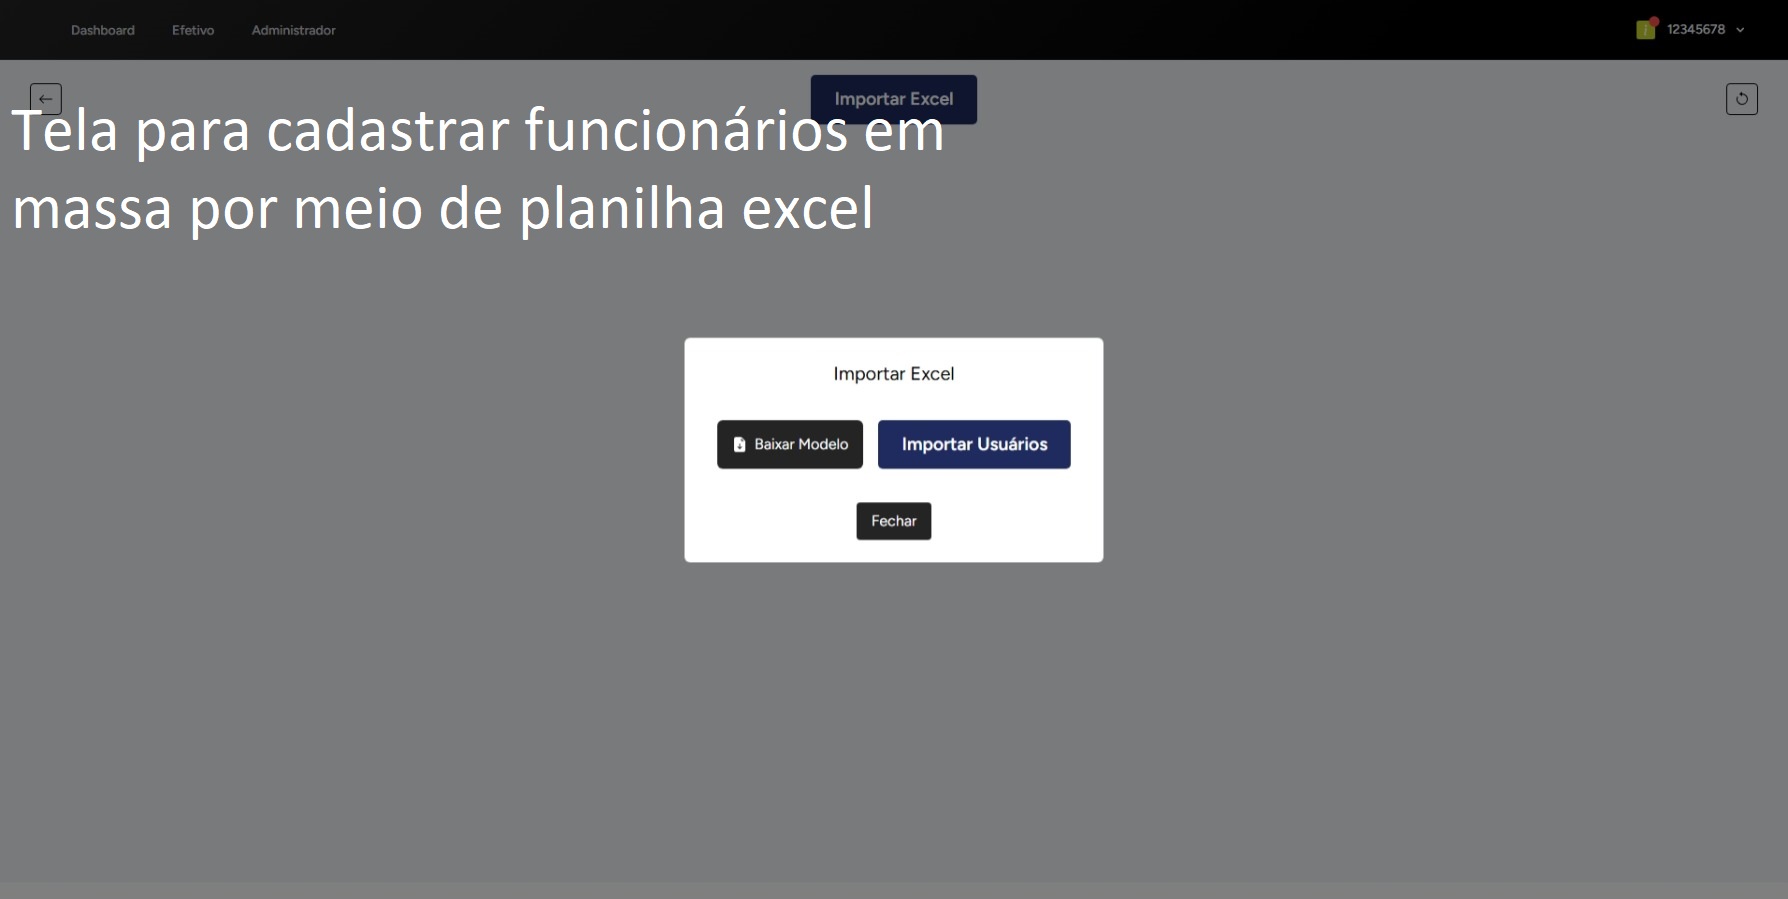 Dashboard Efetivo Administrador 12345678
Importar Excel
Tela para cadastrar funcionários em
massa por meio de planilha excel
Importar Excel
Baixar Modelo Importar Usuários
Fechar